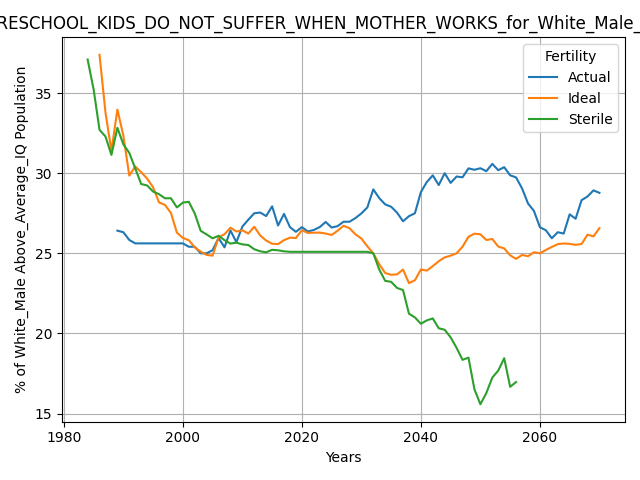 RESCHOOL_KIDS_DO_NOT_SUFFER_WHEN_MOTHER_WORKS_for_White_Male_
% of White_Male Above_Average_IQ Population
35
30
25
20
15
Fertility
Actual
Ideal
Sterile
1980
2000
2020
2040
2060
Years